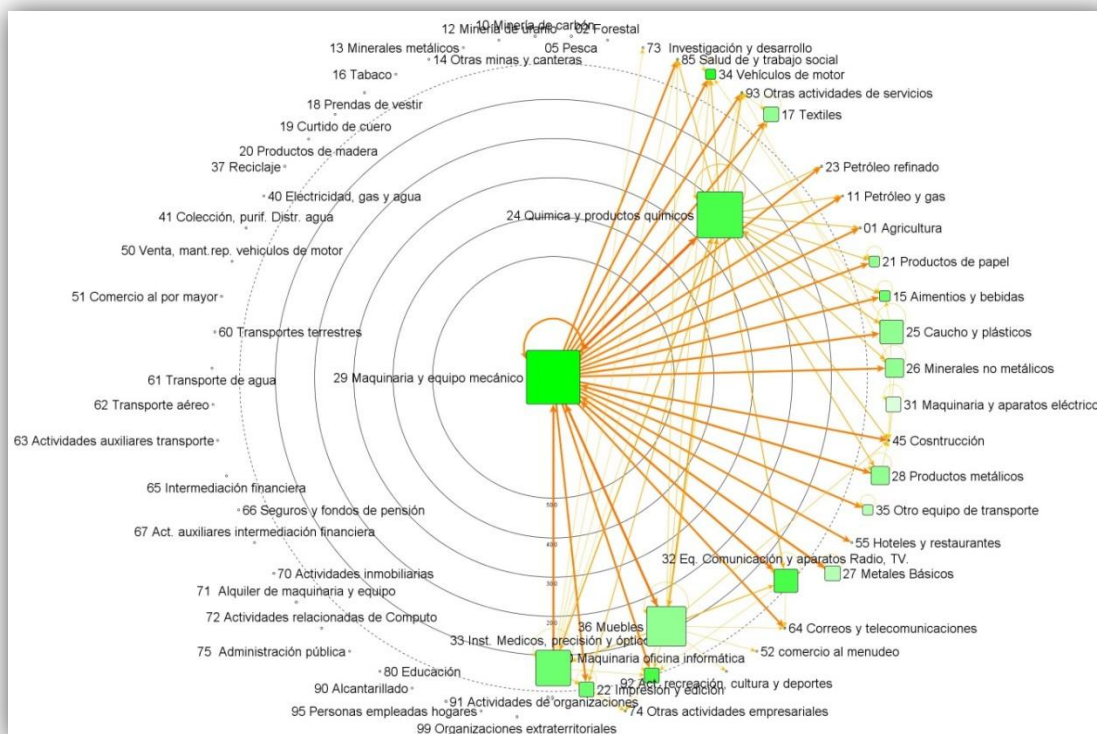 10 Minería de carbón
12 Minería de uranio
02 Forestal
13 Minerales metálicos
05 Pesca
73 Investigación y desarrollo
14 Otras minas y canteras
85 Salud de y trabajo social
16 Tabaco
34 Vehículos de motor
93 Otras actividades de servicios
18 Prendas de vestir
17 Textiles
19 Curtido de cuero
20 Productos de madera
37 Reciclaje
23 Petróleo refinado
40 Electricidad, gas y agua
11 Petróleo y gas
41 Colección, purif. Distr. agua
24 Quimica y productos químicos
01 Agricultura
50 Venta, mant.rep. vehiculos de motor
21 Productos de papel
51 Comercio al por mayor
15 Aimentios y bebidas
60 Transportes terrestres
25 Caucho y plásticos
61 Transporte de agua
29 Maquinaria y equipo mecánico
26 Minerales no metálicos
62 Transporte aéreo
31 Maquinaria y aparatos eléctrico
63 Actividades auxiliares transporte
45 Cosntrucción
28 Productos metálicos
65 Intermediación financiera
500
66 Seguros y fondos de pensión
35 Otro equipo de transporte
67 Act. auxiliares intermediación financiera
400
55 Hoteles y restaurantes
32 Eq. Comunicación y aparatos Radio, TV.
70 Actividades inmobiliarias
27 Metales Básicos
300
71 Alquiler de maquinaria y equipo
72 Actividades relacionadas de Computo
200
36 Muebles
64 Correos y telecomunicaciones
33 Inst. Medicos, precisión y óptico
75 Administración pública
52 comercio al menudeo
Maquinaria oficina informática
80 Educación
92 Act. recreación, cultura y deportes
90 Alcantarillado
22 Impresión y edición
91 Actividades de organizaciones
95 Personas empleadas hogares
74 Otras actividades empresariales
99 Organizaciones extraterritoriales